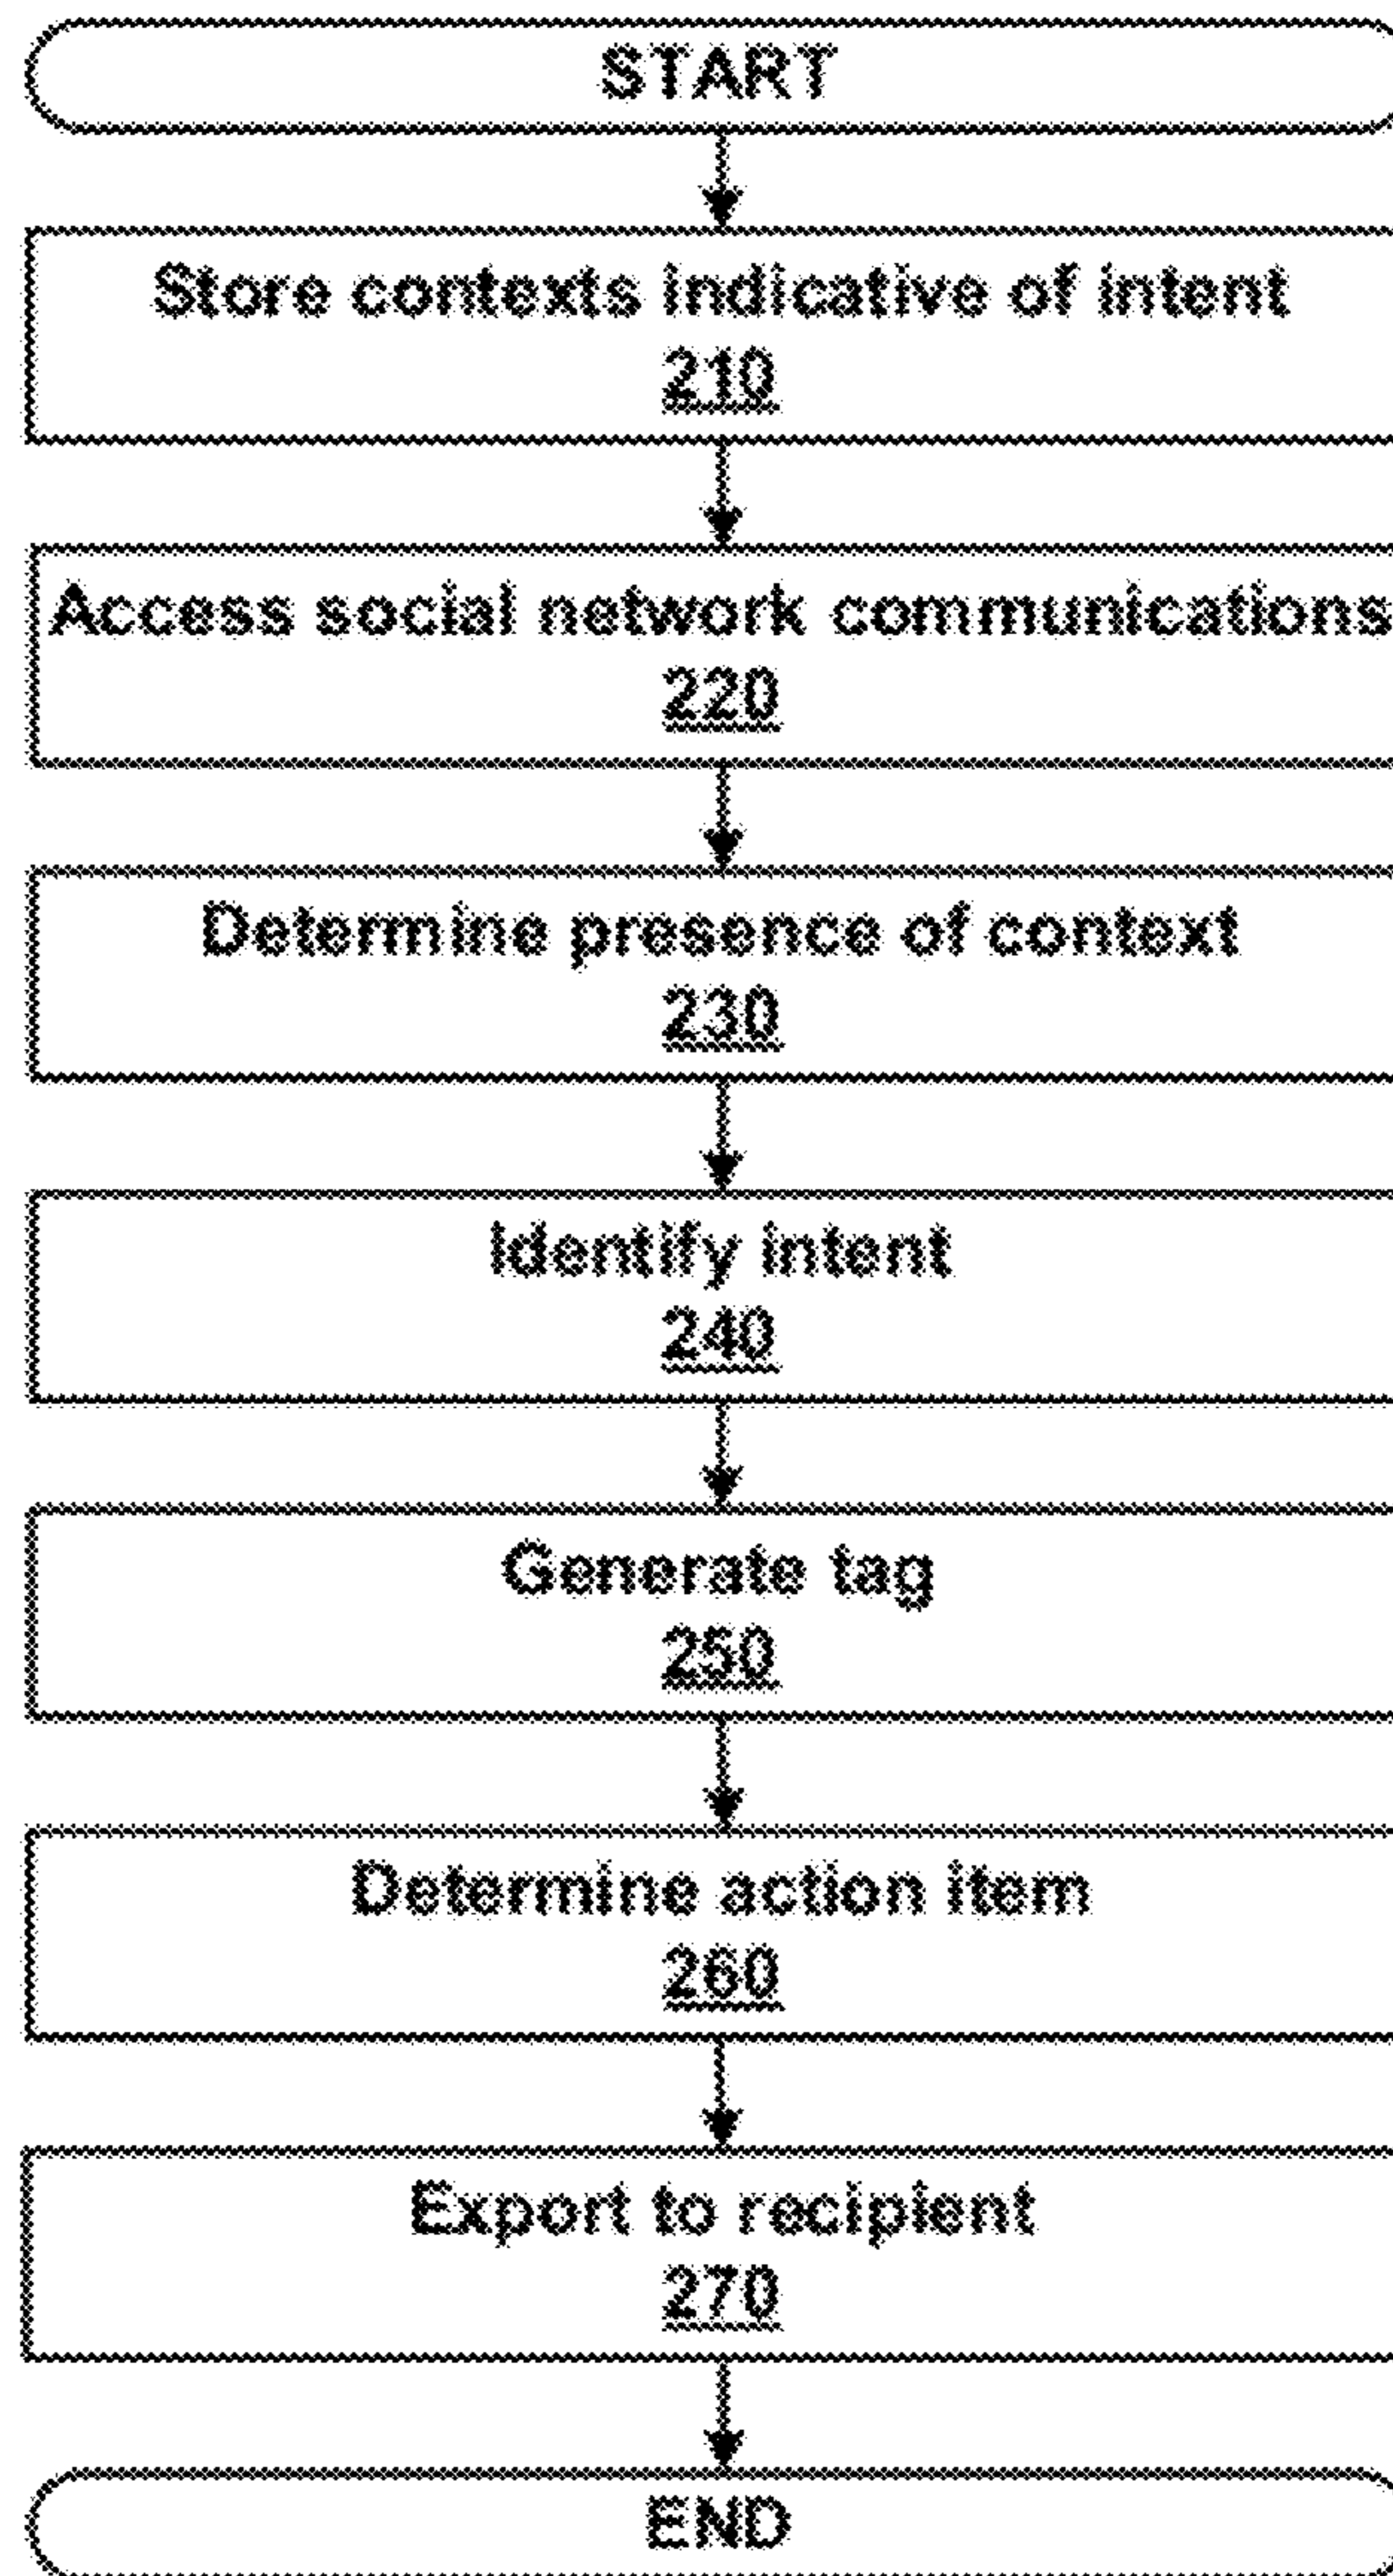 START
Store contexts indicative of intent
210
Access social network communications
220
Determine presence of context
230
Identify intent
240
Generate tag
250
Determine action item
260
Export to recipient
270
END